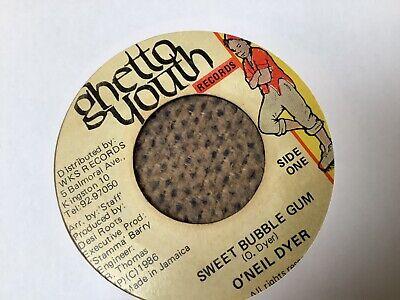 ghetto
youth
RECORDS
SIDE
ONE
Distributed by:
WKS RECORDS
5 Balmoral Ave.,
Kingston 10
Tel: 92-97050
Arr: by 'Staff'
Produced by:
Desi Roots
Executive Prod:
Stamma' Barry
Engineer:
R. Thomas
(P)(C)1986
Made in Jamaica
SWEET BUBBLE GUM
(O. Dyer)
O'NEIL DYER
All rights